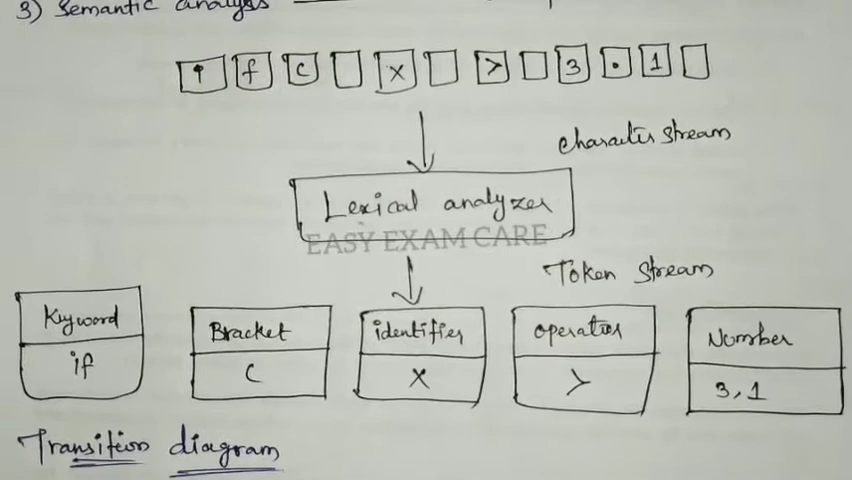 3) Semantic analysis
i f ( x > 3 . 1
Character stream
Lexical analyzer
EASY EXAM CARE
Token Stream
Keyword Bracket identifier operator Number
if ( X > 3,1
Transition diagram